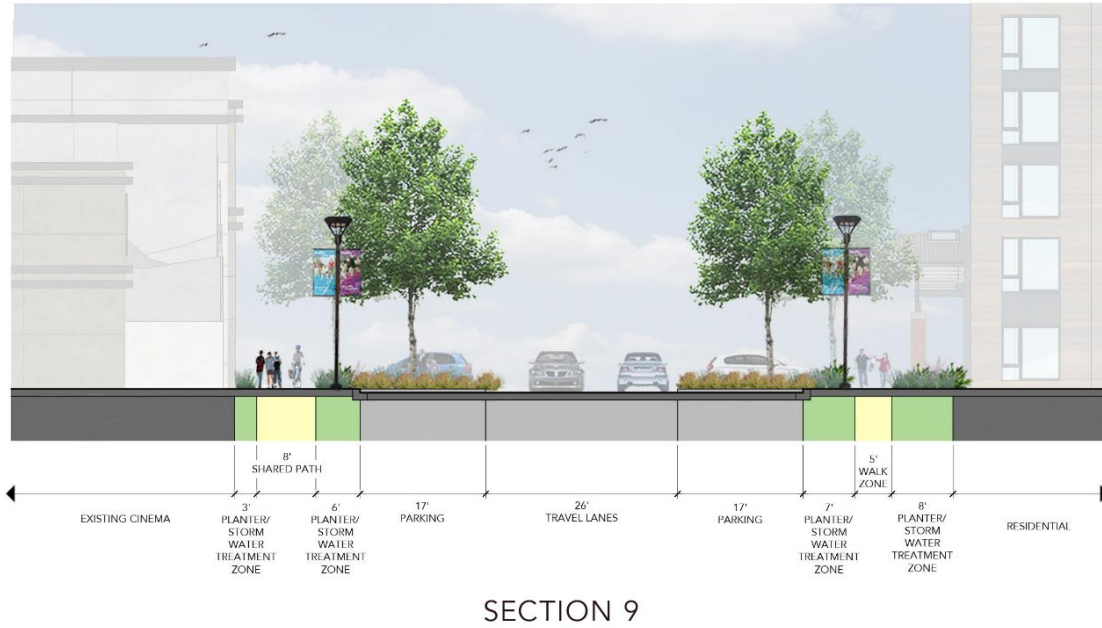 8'
SHARED PATH
5'
WALK
ZONE
EXISTING CINEMA
3'
PLANTER/
STORM
WATER
TREATMENT
ZONE
6'
PLANTER/
STORM
WATER
TREATMENT
ZONE
17'
PARKING
26'
TRAVEL LANES
17'
PARKING
7'
PLANTER/
STORM
WATER
TREATMENT
ZONE
8'
PLANTER/
STORM
WATER
TREATMENT
ZONE
RESIDENTIAL
SECTION 9